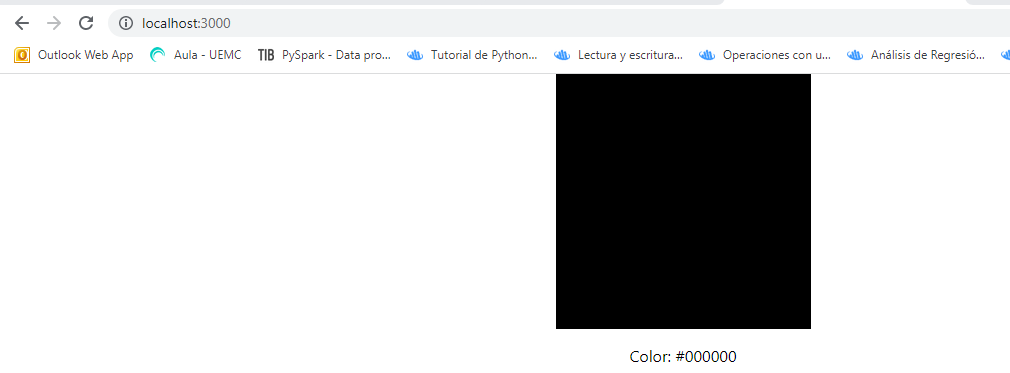 localhost:3000
Outlook Web App Aula - UEMC TIB PySpark - Data pro... Tutorial de Python... Lectura y escritura... Operaciones con u... Análisis de Regresió...
Color: #000000